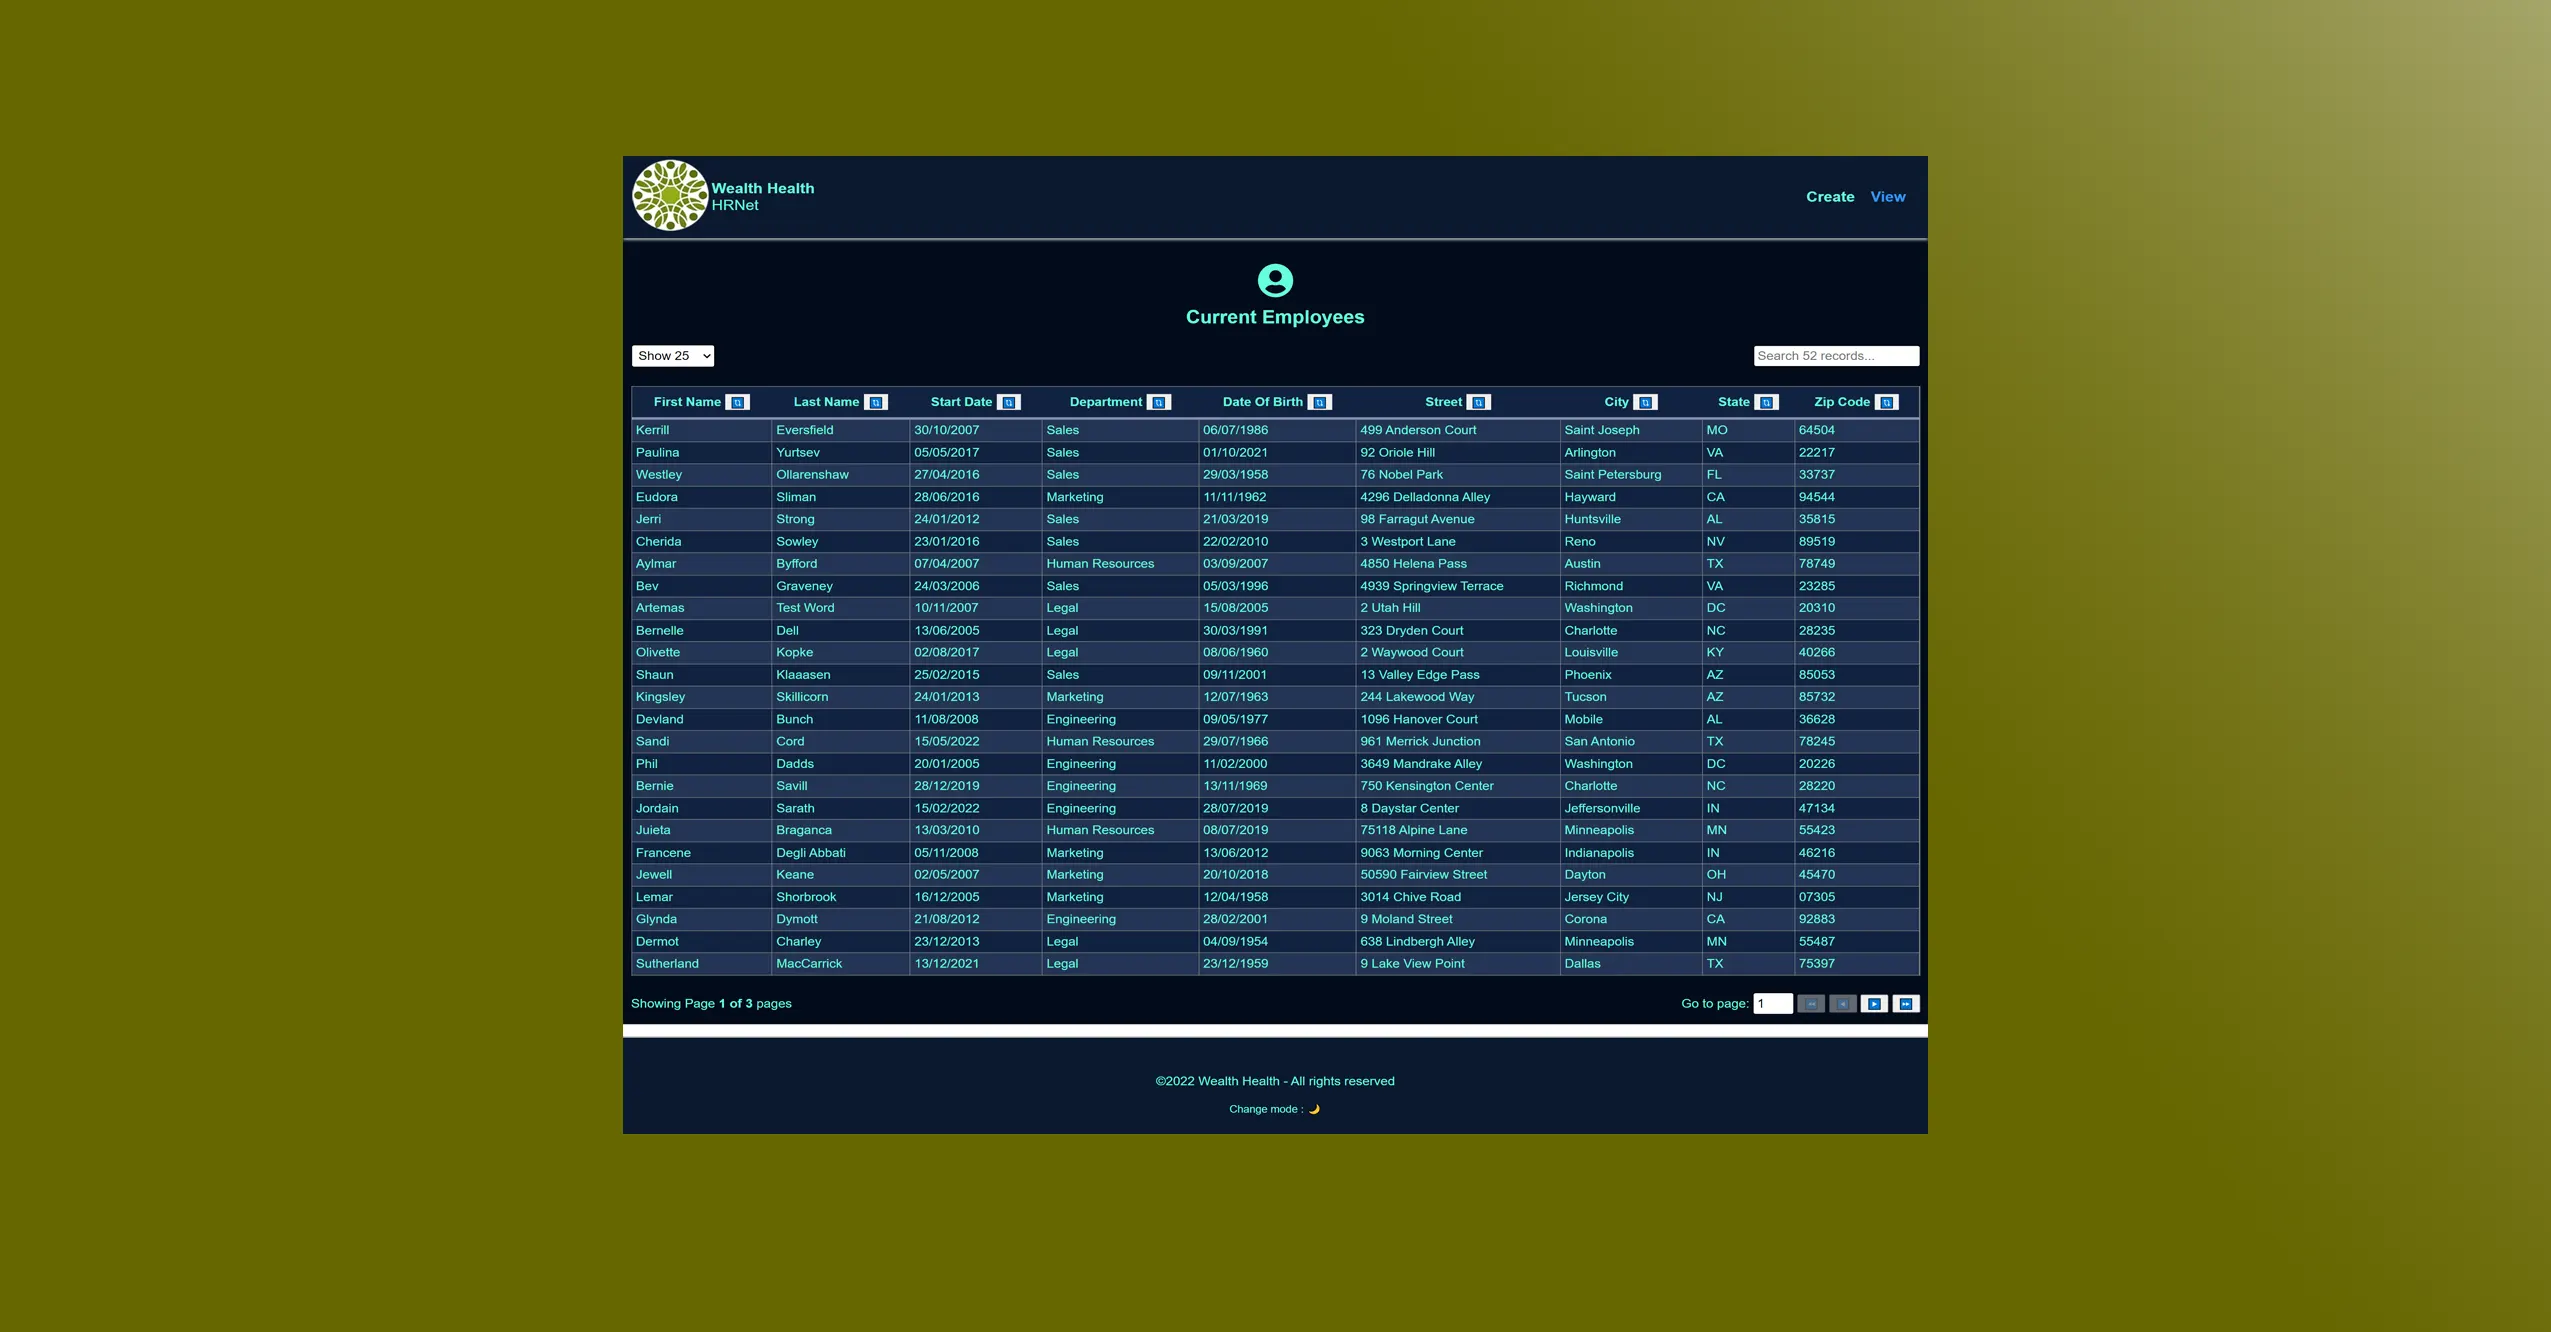 Wealth Health
HRNet
Create View
Current Employees
Show 25
Search 52 records...
First Name Last Name Start Date Department Date Of Birth Street City State Zip Code
Kerrill Eversfield 30/10/2007 Sales 06/07/1986 499 Anderson Court Saint Joseph MO 64504
Paulina Yurtsev 05/05/2017 Sales 01/10/2021 92 Oriole Hill Arlington VA 22217
Westley Ollarenshaw 27/04/2016 Sales 29/03/1958 76 Nobel Park Saint Petersburg FL 33737
Eudora Sliman 28/06/2016 Marketing 11/11/1962 4296 Delladonna Alley Hayward CA 94544
Jerri Strong 24/01/2012 Sales 21/03/2019 98 Farragut Avenue Huntsville AL 35815
Cherida Sowley 23/01/2016 Sales 22/02/2010 3 Westport Lane Reno NV 89519
Aylmar Byfford 07/04/2007 Human Resources 03/09/2007 4850 Helena Pass Austin TX 78749
Bev Graveney 24/03/2006 Sales 05/03/1996 4939 Springview Terrace Richmond VA 23285
Artemas Test Word 10/11/2007 Legal 15/08/2005 2 Utah Hill Washington DC 20310
Bernelle Dell 13/06/2005 Legal 30/03/1991 323 Dryden Court Charlotte NC 28235
Olivette Kopke 02/08/2017 Legal 08/06/1960 2 Waywood Court Louisville KY 40266
Shaun Klaaasen 25/02/2015 Sales 09/11/2001 13 Valley Edge Pass Phoenix AZ 85053
Kingsley Skillicorn 24/01/2013 Marketing 12/07/1963 244 Lakewood Way Tucson AZ 85732
Devland Bunch 11/08/2008 Engineering 09/05/1977 1096 Hanover Court Mobile AL 36628
Sandi Cord 15/05/2022 Human Resources 29/07/1966 961 Merrick Junction San Antonio TX 78245
Phil Dadds 20/01/2005 Engineering 11/02/2000 3649 Mandrake Alley Washington DC 20226
Bernie Savill 28/12/2019 Engineering 13/11/1969 750 Kensington Center Charlotte NC 28220
Jordain Sarath 15/02/2022 Engineering 28/07/2019 8 Daystar Center Jeffersonville IN 47134
Juieta Braganca 13/03/2010 Human Resources 08/07/2019 75118 Alpine Lane Minneapolis MN 55423
Francene Degli Abbati 05/11/2008 Marketing 13/06/2012 9063 Morning Center Indianapolis IN 46216
Jewell Keane 02/05/2007 Marketing 20/10/2018 50590 Fairview Street Dayton OH 45470
Lemar Shorbrook 16/12/2005 Marketing 12/04/1958 3014 Chive Road Jersey City NJ 07305
Glynda Dymott 21/08/2012 Engineering 28/02/2001 9 Moland Street Corona CA 92883
Dermot Charley 23/12/2013 Legal 04/09/1954 638 Lindbergh Alley Minneapolis MN 55487
Sutherland MacCarrick 13/12/2021 Legal 23/12/1959 9 Lake View Point Dallas TX 75397
Showing Page 1 of 3 pages
Go to page: 1
©2022 Wealth Health - All rights reserved
Change mode : 🌙